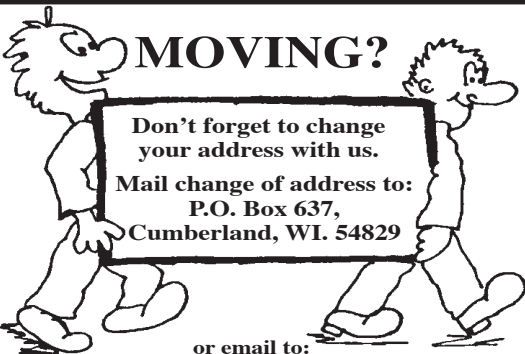 MOVING?
Don't forget to change
your address with us.
Mail change of address to:
P.O. Box 637,
Cumberland, WI. 54829
or email to: